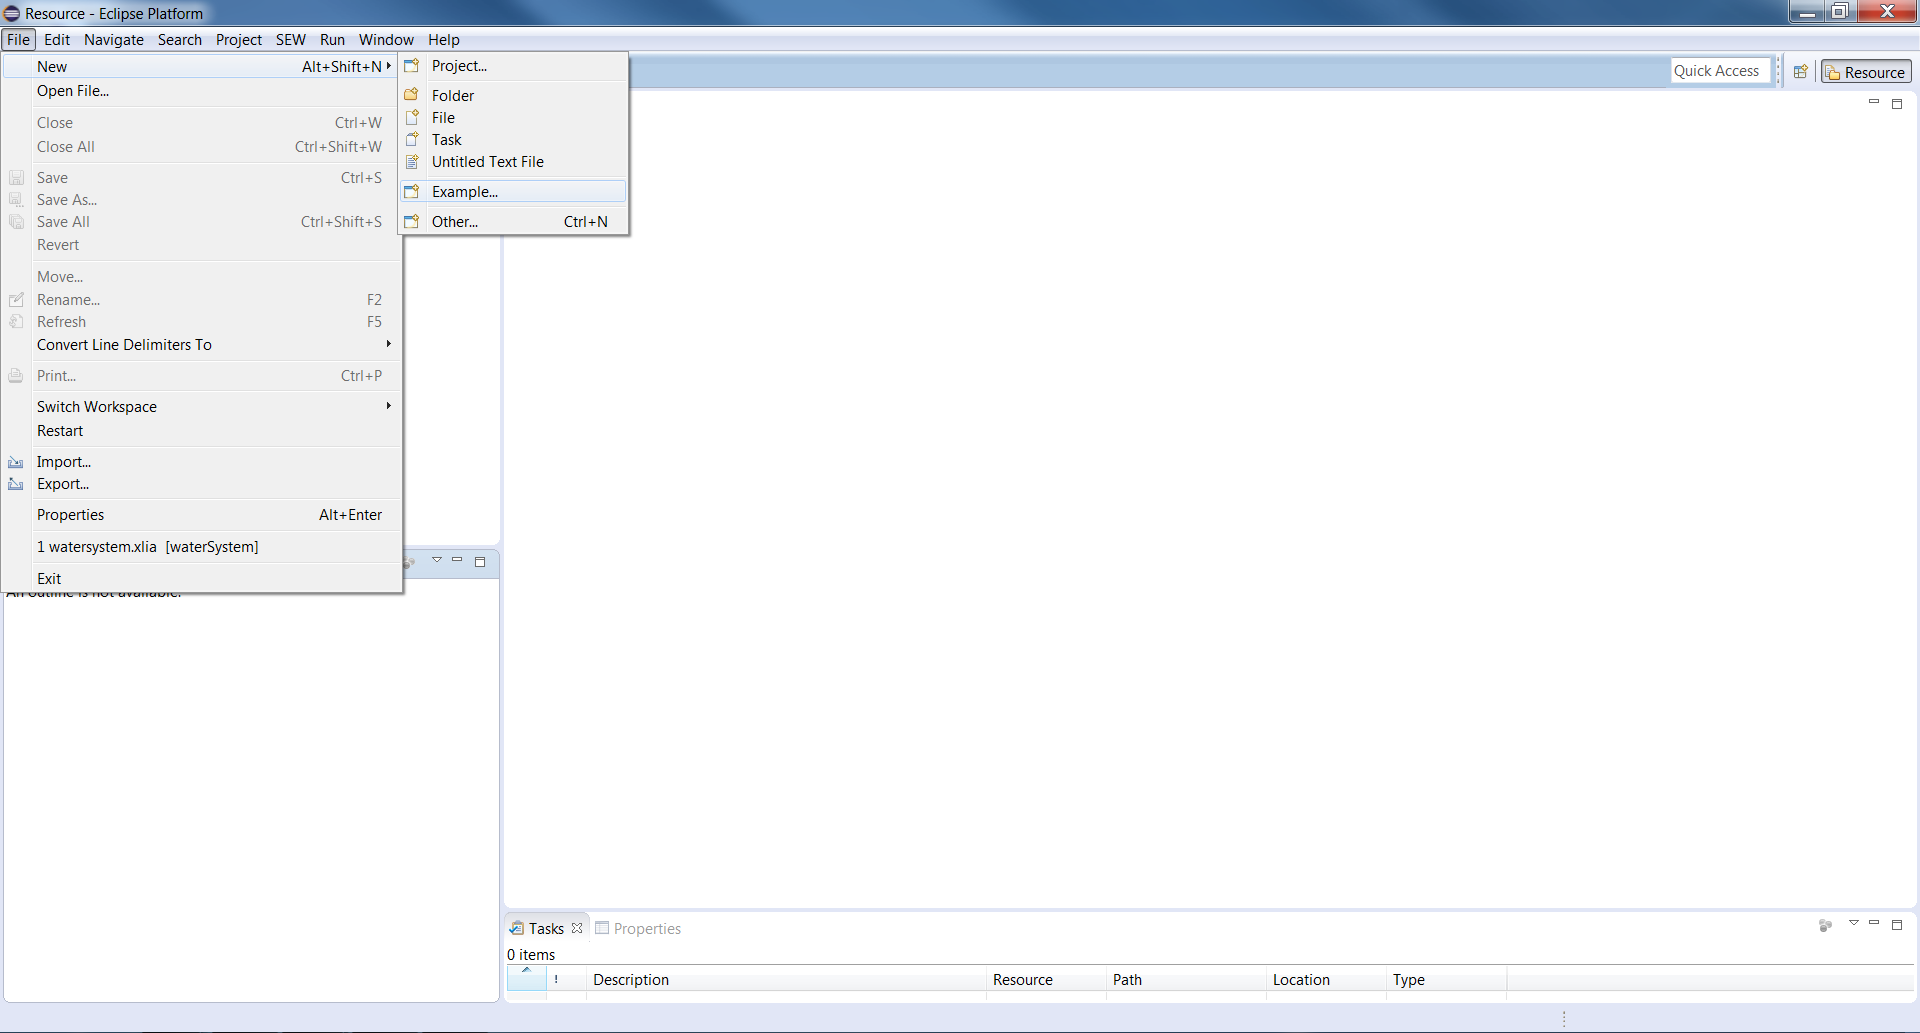 Resource - Eclipse Platform
File Edit Navigate Search Project SEW Run Window Help
New Alt+Shift+N
Open File...
Close Ctrl+W
Close All Ctrl+Shift+W
Save Ctrl+S
Save As...
Save All Ctrl+Shift+S
Revert
Move...
Rename... F2
Refresh F5
Convert Line Delimiters To
Print... Ctrl+P
Switch Workspace
Restart
Import...
Export...
Properties Alt+Enter
1 watersystem.xlia [waterSystem]
Exit
An outline is not available.
Project...
Folder
File
Task
Untitled Text File
Example...
Other... Ctrl+N
Quick Access
Resource
Tasks Properties
0 items
! Description Resource Path Location Type